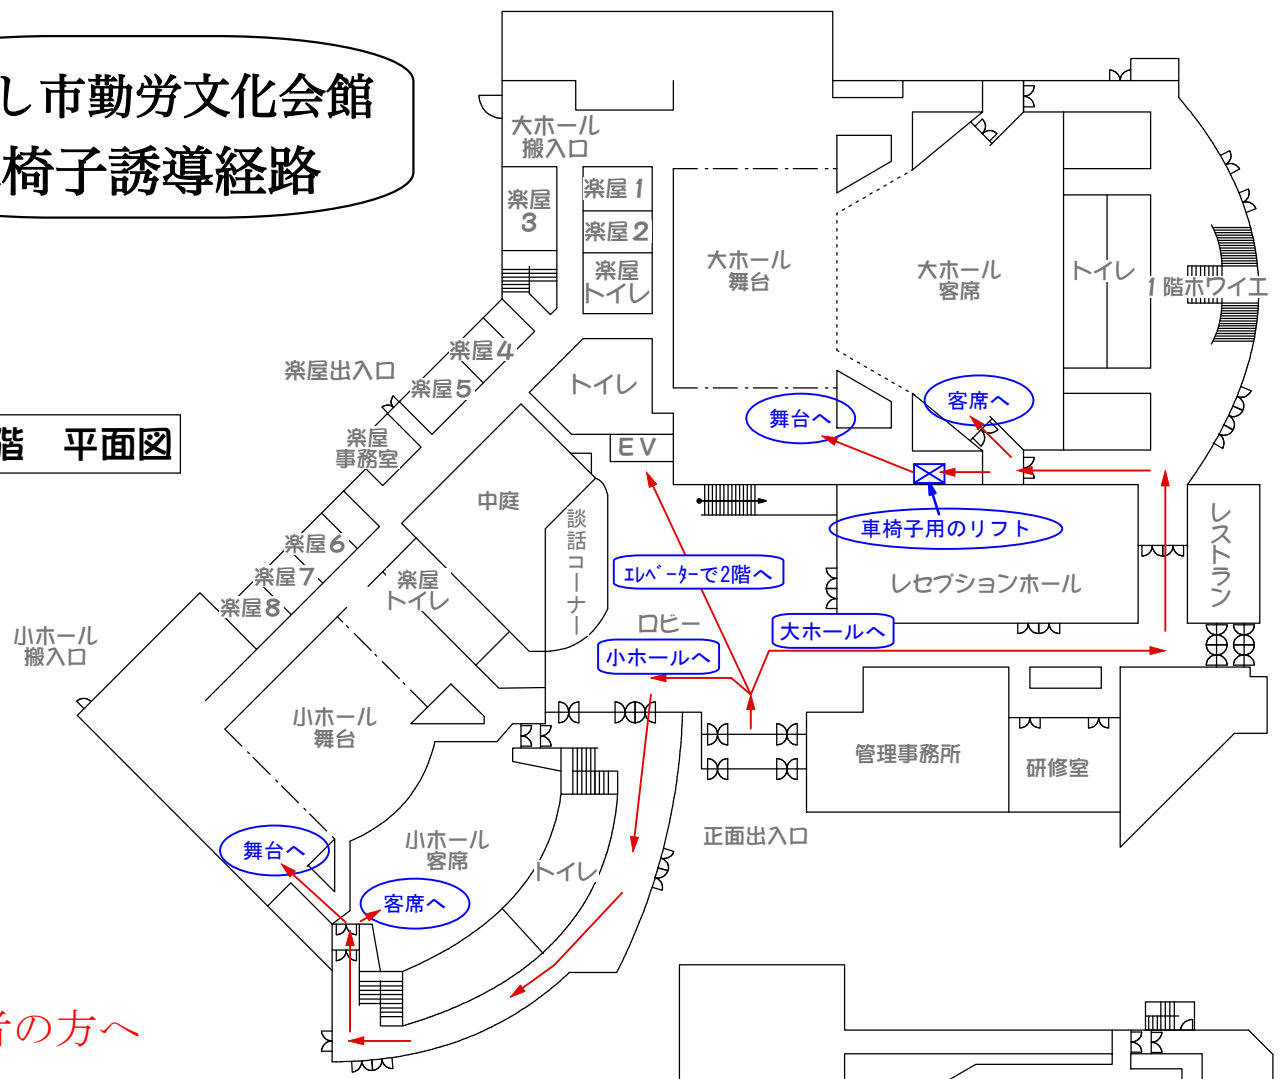 し市勤労文化会館
椅子誘導経路
階 平面図
大ホール
搬入口
楽屋
3
楽屋1
楽屋2
楽屋
トイレ
大ホール
舞台
大ホール
客席
トイレ
1階ホワイエ
楽屋出入口
楽屋4
楽屋5
楽屋
事務室
トイレ
EV
舞台へ
客席へ
車椅子用のリフト
中庭
談話コーナー
レストラン
楽屋6
楽屋7
楽屋8
楽屋
トイレ
エレベーターで2階へ
レセプションホール
ロビー
大ホールへ
小ホールへ
小ホール
搬入口
小ホール
舞台
管理事務所
研修室
正面出入口
小ホール
客席
トイレ
舞台へ
客席へ
の方へ